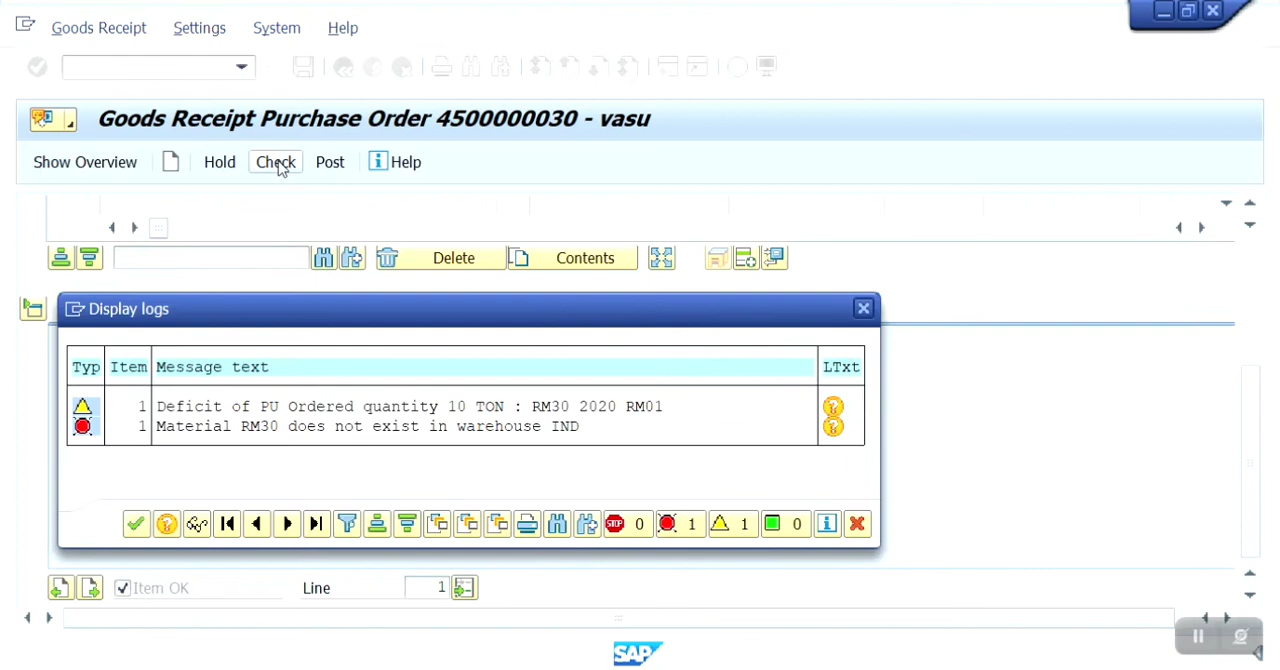 Goods Receipt Settings System Help
Goods Receipt Purchase Order 4500000030 - vasu
Show Overview Hold Check Post Help
Delete Contents
Display logs
Typ Item Message text LTxt
1 Deficit of PU Ordered quantity 10 TON : RM30 2020 RM01
1 Material RM30 does not exist in warehouse IND
STOP 0 1 1 0
Item OK Line 1
SAP